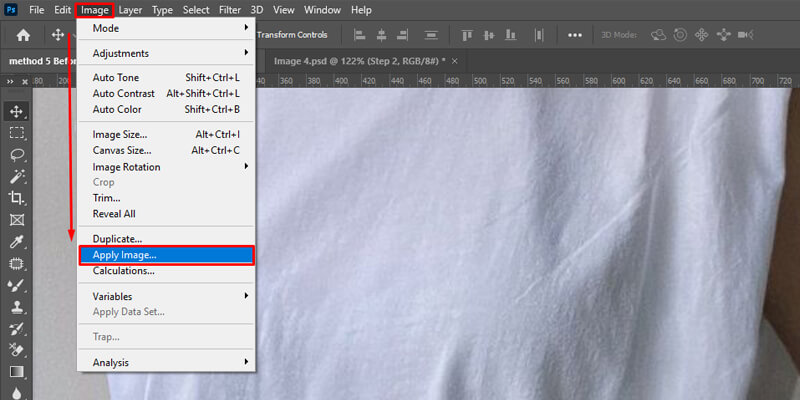 Ps File Edit Image Layer Type Select Filter 3D View Window Help
Transform Controls 3D Mode:
method 5 Befor Image 4.psd @ 122% (Step 2, RGB/8#) * ×
200 260 280 300 320 340 360 380 400 420 440 460 480 500 520 540 560 580 600 620 640 660 680 700 720
Mode
Adjustments
Auto Tone Shift+Ctrl+L
Auto Contrast Alt+Shift+Ctrl+L
Auto Color Shift+Ctrl+B
Image Size... Alt+Ctrl+I
Canvas Size... Alt+Ctrl+C
Image Rotation
Crop
Trim...
Reveal All
Duplicate...
Apply Image...
Calculations...
Variables
Apply Data Set...
Trap...
Analysis